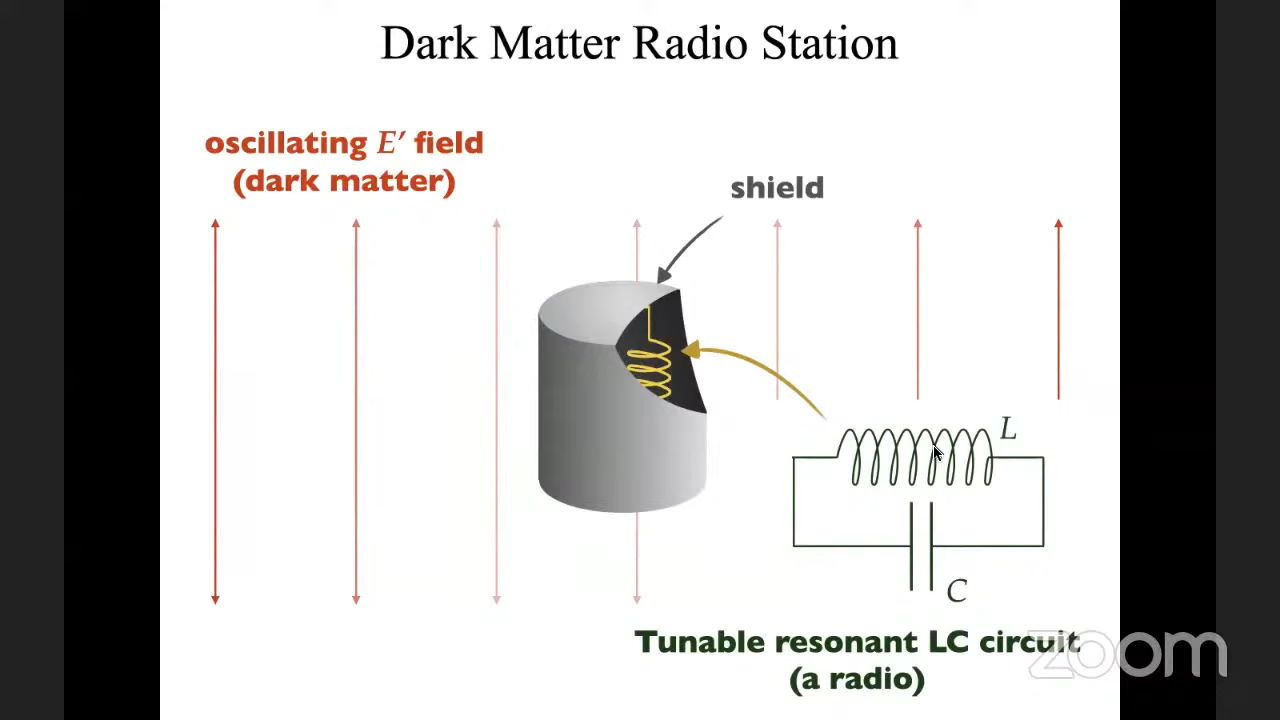 Dark Matter Radio Station
oscillating E′ field
(dark matter)
shield
L
C
Tunable resonant LC circuit
(a radio)
zoom